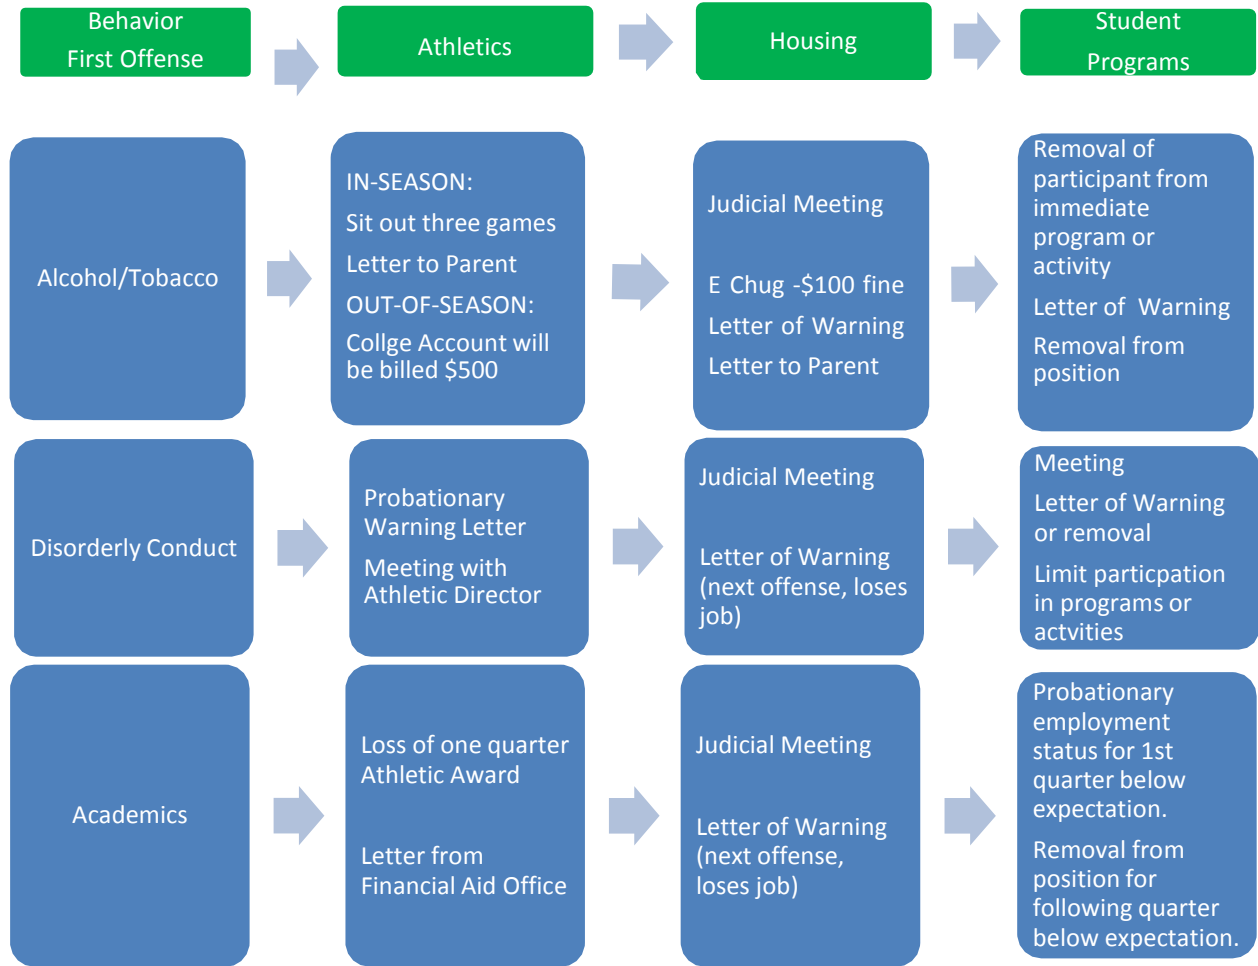 Behavior
First Offense
Athletics
Housing
Student
Programs
Alcohol/Tobacco
IN-SEASON:
Sit out three games
Letter to Parent
OUT-OF-SEASON:
Collge Account will
be billed $500
Judicial Meeting
E Chug -$100 fine
Letter of Warning
Letter to Parent
Removal of
participant from
immediate
program or
activity
Letter of Warning
Removal from
position
Disorderly Conduct
Probationary
Warning Letter
Meeting with
Athletic Director
Judicial Meeting
Letter of Warning
(next offense, loses
job)
Meeting
Letter of Warning
or removal
Limit particpation
in programs or
actvities
Academics
Loss of one quarter
Athletic Award
Letter from
Financial Aid Office
Judicial Meeting
Letter of Warning
(next offense,
loses job)
Probationary
employment
status for 1st
quarter below
expectation.
Removal from
position for
following quarter
below expectation.